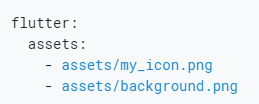 flutter:
  assets:
    - assets/my_icon.png
    - assets/background.png